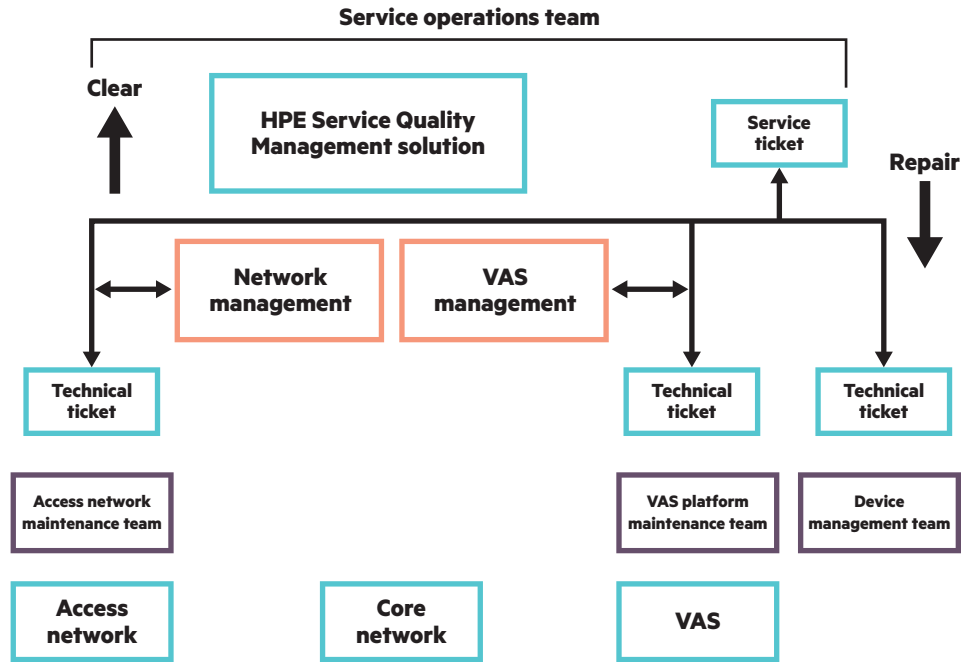 Service operations team
Clear
HPE Service Quality
Management solution
Service
ticket
Repair
Network
management
VAS
management
Technical
ticket
Technical
ticket
Technical
ticket
Access network
maintenance team
VAS platform
maintenance team
Device
management team
Access
network
Core
network
VAS